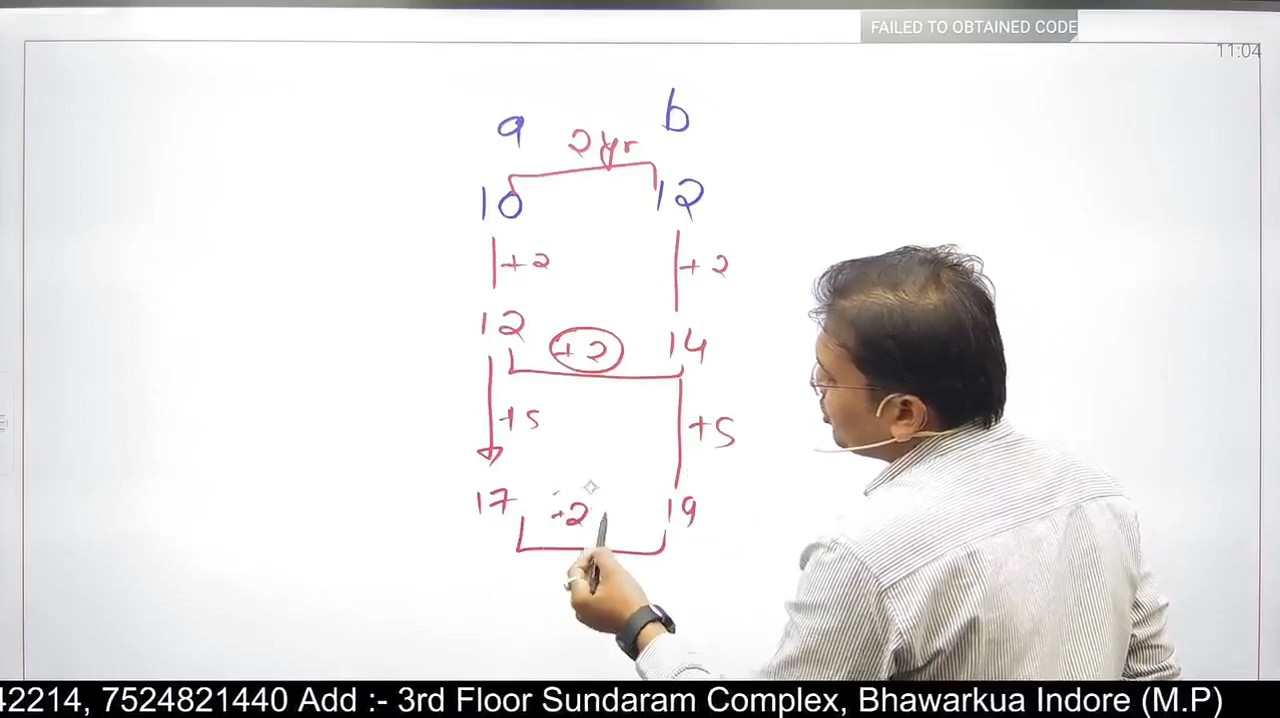 FAILED TO OBTAINED CODE
11:04
a b
2yr
10 12
+2 +2
12 +2 14
+5 +5
17 +2 19
42214, 7524821440 Add :- 3rd Floor Sundaram Complex, Bhawarkua Indore (M.P)